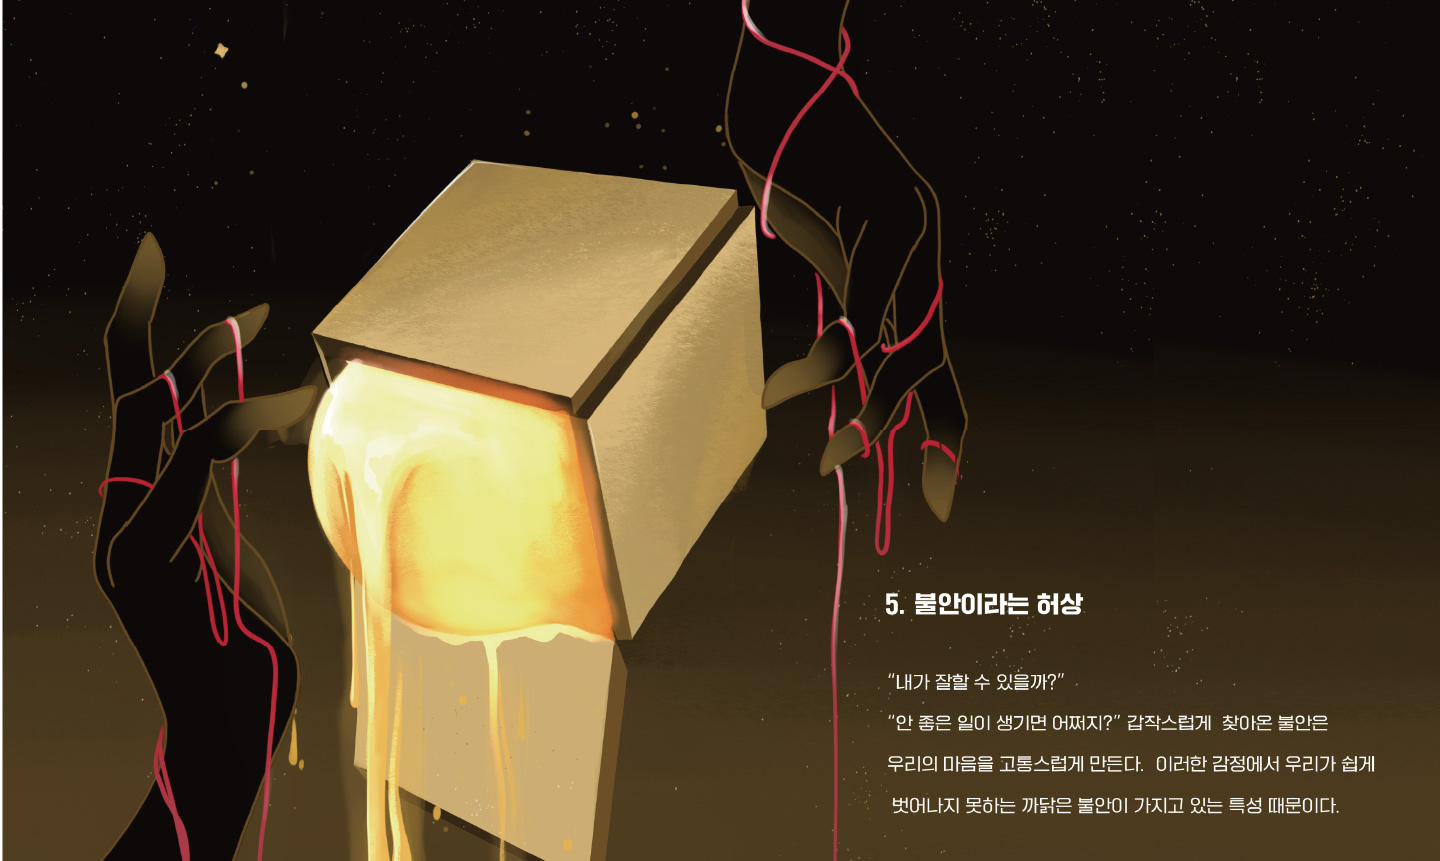 5. 불안이라는 허상
“내가 잘할 수 있을까?”
“안 좋은 일이 생기면 어쩌지?” 갑작스럽게 찾아온 불안은
우리의 마음을 고통스럽게 만든다. 이러한 감정에서 우리가 쉽게
벗어나지 못하는 까닭은 불안이 가지고 있는 특성 때문이다.